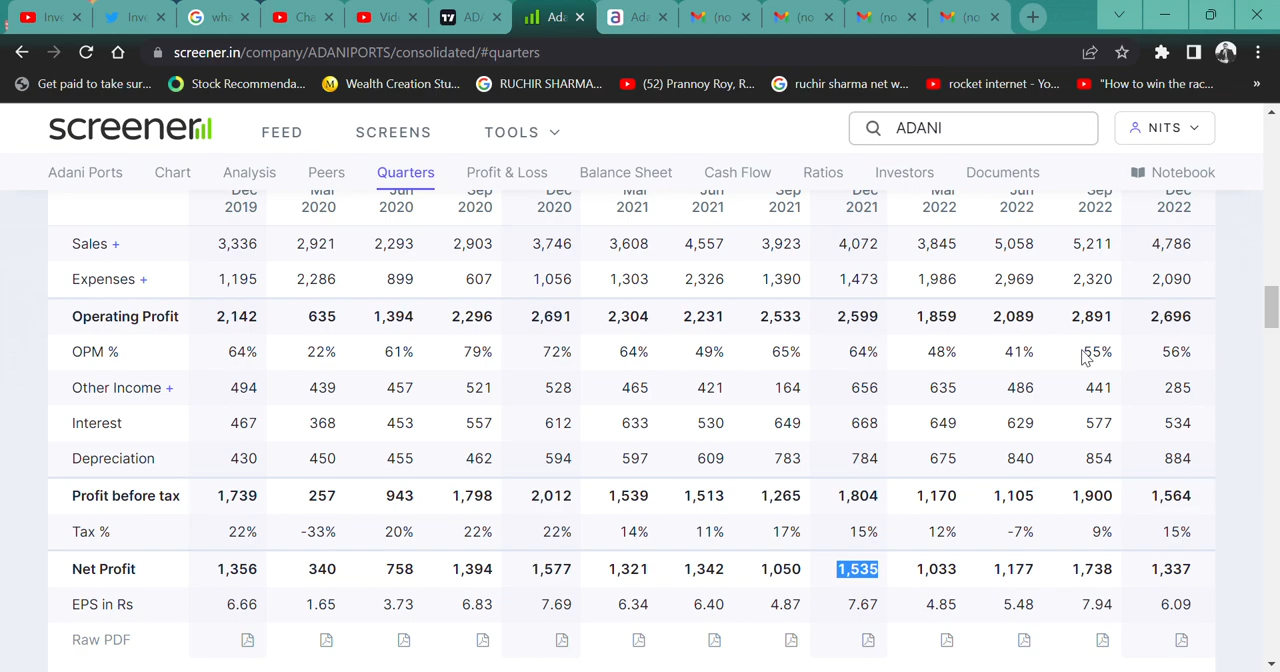 Inve
Inve
wha
Cha
Vid
ADA
Ada
Ada
(no
(no
(no
(no
screener.in/company/ADANIPORTS/consolidated/#quarters
Get paid to take sur... Stock Recommenda... Wealth Creation Stu... RUCHIR SHARMA... (52) Prannoy Roy, R... ruchir sharma net w... rocket internet - Yo... "How to win the rac... »
screener FEED SCREENS TOOLS ADANI NITS
Adani Ports Chart Analysis Peers Quarters Profit & Loss Balance Sheet Cash Flow Ratios Investors Documents Notebook
Dec Mar Jun Sep Dec Mar Jun Sep Dec Mar Jun Sep Dec
2019 2020 2020 2020 2020 2021 2021 2021 2021 2022 2022 2022 2022
Sales + 3,336 2,921 2,293 2,903 3,746 3,608 4,557 3,923 4,072 3,845 5,058 5,211 4,786
Expenses + 1,195 2,286 899 607 1,056 1,303 2,326 1,390 1,473 1,986 2,969 2,320 2,090
Operating Profit 2,142 635 1,394 2,296 2,691 2,304 2,231 2,533 2,599 1,859 2,089 2,891 2,696
OPM % 64% 22% 61% 79% 72% 64% 49% 65% 64% 48% 41% 55% 56%
Other Income + 494 439 457 521 528 465 421 164 656 635 486 441 285
Interest 467 368 453 557 612 633 530 649 668 649 629 577 534
Depreciation 430 450 455 462 594 597 609 783 784 675 840 854 884
Profit before tax 1,739 257 943 1,798 2,012 1,539 1,513 1,265 1,804 1,170 1,105 1,900 1,564
Tax % 22% -33% 20% 22% 22% 14% 11% 17% 15% 12% -7% 9% 15%
Net Profit 1,356 340 758 1,394 1,577 1,321 1,342 1,050 1,535 1,033 1,177 1,738 1,337
EPS in Rs 6.66 1.65 3.73 6.83 7.69 6.34 6.40 4.87 7.67 4.85 5.48 7.94 6.09
Raw PDF